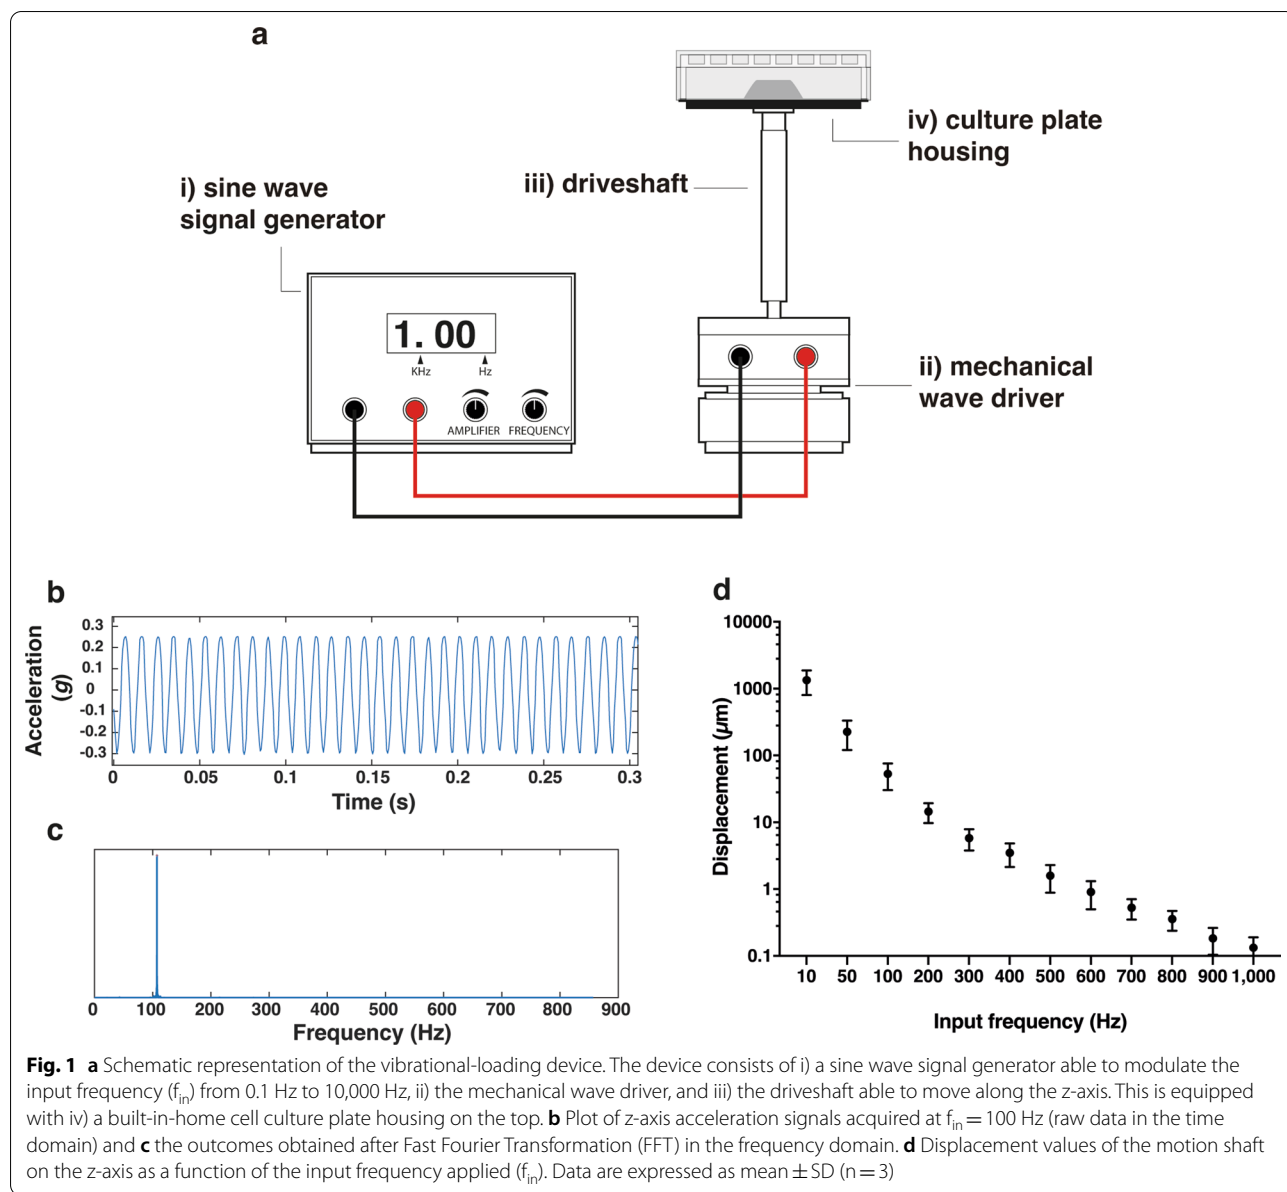 a
iv) culture plate
housing
iii) driveshaft
i) sine wave
signal generator
1. 00
KHz
Hz
AMPLIFIER
FREQUENCY
ii) mechanical
wave driver
b
Acceleration
(g)
0.3
0.2
0.1
0
-0.1
-0.2
-0.3
0 0.05 0.1 0.15 0.2 0.25 0.3
Time (s)
c
0 100 200 300 400 500 600 700 800 900
Frequency (Hz)
d
Displacement (µm)
10000
1000
100
10
1
0.1
10 50 100 200 300 400 500 600 700 800 900 1,000
Input frequency (Hz)
Fig. 1 a Schematic representation of the vibrational-loading device. The device consists of i) a sine wave signal generator able to modulate the
input frequency (fin) from 0.1 Hz to 10,000 Hz, ii) the mechanical wave driver, and iii) the driveshaft able to move along the z-axis. This is equipped
with iv) a built-in-home cell culture plate housing on the top. b Plot of z-axis acceleration signals acquired at fin = 100 Hz (raw data in the time
domain) and c the outcomes obtained after Fast Fourier Transformation (FFT) in the frequency domain. d Displacement values of the motion shaft
on the z-axis as a function of the input frequency applied (fin). Data are expressed as mean ± SD (n = 3)